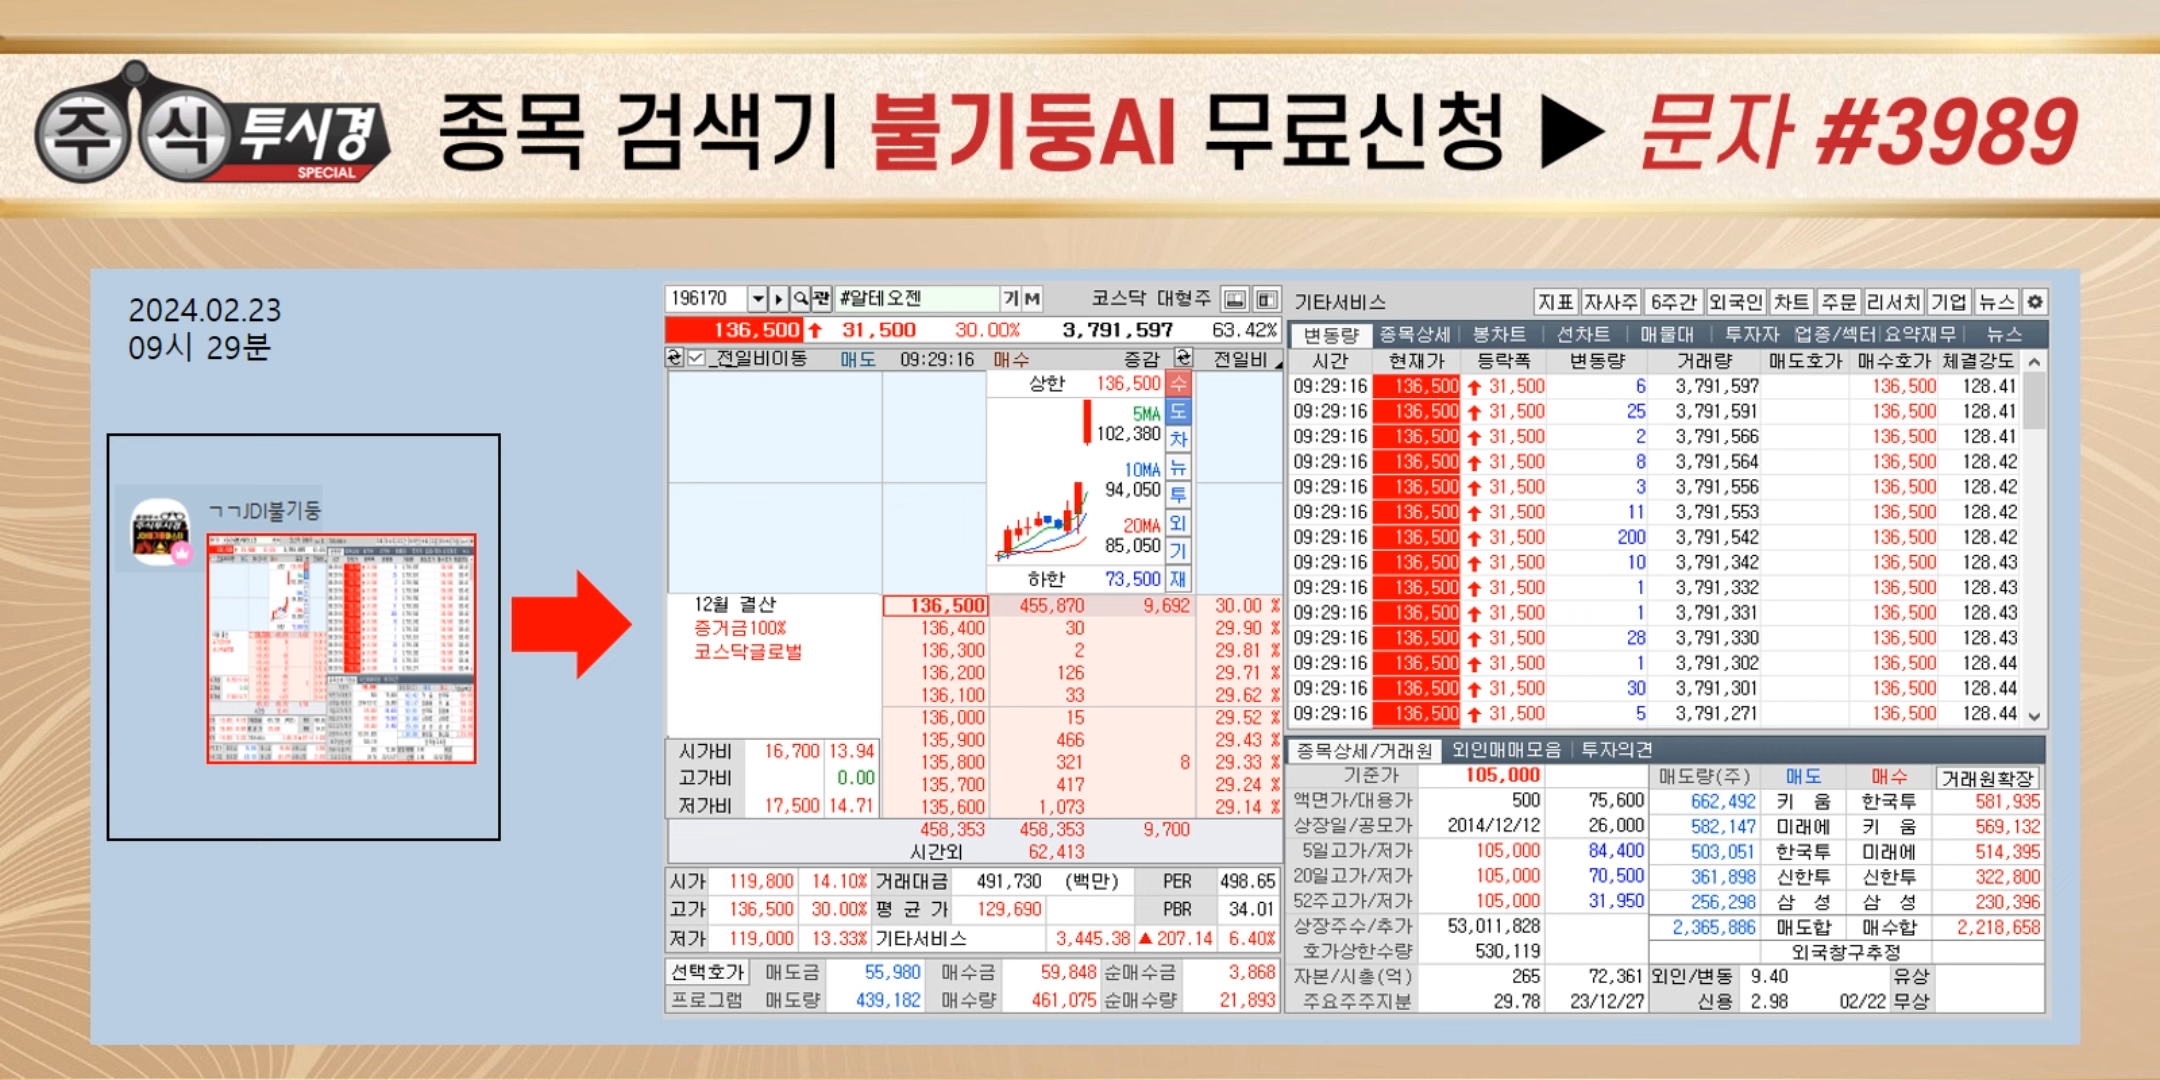 주식투시경
SPECIAL
종목 검색기 불기둥AI 무료신청 ▶ 문자 #3989
2024.02.23
09시 29분
ㄱㄱJDI불기둥
196170 관 #알테오젠 기 M 코스닥 대형주
136,500 ↑ 31,500 30.00% 3,791,597 63.42%
전일비이동 매도 09:29:16 매수 증감 전일비
상한 136,500 수
5MA 도
102,380 차
10MA 뉴
94,050 투
20MA 외
85,050 기
하한 73,500 재
12월 결산
증거금100%
코스닥글로벌
136,500 455,870 9,692 30.00 %
136,400 30 29.90 %
136,300 2 29.81 %
136,200 126 29.71 %
136,100 33 29.62 %
136,000 15 29.52 %
135,900 466 29.43 %
135,800 321 8 29.33 %
135,700 417 29.24 %
135,600 1,073 29.14 %
시가비 16,700 13.94
고가비 0.00
저가비 17,500 14.71
458,353 458,353 9,700
시간외 62,413
시가 119,800 14.10% 거래대금 491,730 (백만) PER 498.65
고가 136,500 30.00% 평 균 가 129,690 PBR 34.01
저가 119,000 13.33% 기타서비스 3,445.38 ▲207.14 6.40%
선택호가 매도금 55,980 매수금 59,848 순매수금 3,868
프로그램 매도량 439,182 매수량 461,075 순매수량 21,893
기타서비스 지표 자사주 6주간 외국인 차트 주문 리서치 기업 뉴스
변동량 종목상세 봉차트 선차트 매물대 투자자 업종/섹터 요약재무 뉴스
시간 현재가 등락폭 변동량 거래량 매도호가 매수호가 체결강도
09:29:16 136,500 ↑ 31,500 6 3,791,597 136,500 128.41
09:29:16 136,500 ↑ 31,500 25 3,791,591 136,500 128.41
09:29:16 136,500 ↑ 31,500 2 3,791,566 136,500 128.41
09:29:16 136,500 ↑ 31,500 8 3,791,564 136,500 128.42
09:29:16 136,500 ↑ 31,500 3 3,791,556 136,500 128.42
09:29:16 136,500 ↑ 31,500 11 3,791,553 136,500 128.42
09:29:16 136,500 ↑ 31,500 200 3,791,542 136,500 128.42
09:29:16 136,500 ↑ 31,500 10 3,791,342 136,500 128.43
09:29:16 136,500 ↑ 31,500 1 3,791,332 136,500 128.43
09:29:16 136,500 ↑ 31,500 1 3,791,331 136,500 128.43
09:29:16 136,500 ↑ 31,500 28 3,791,330 136,500 128.43
09:29:16 136,500 ↑ 31,500 1 3,791,302 136,500 128.44
09:29:16 136,500 ↑ 31,500 30 3,791,301 136,500 128.44
09:29:16 136,500 ↑ 31,500 5 3,791,271 136,500 128.44
종목상세/거래원 외인매매모음 투자의견
기준가 105,000 매도량(주) 매도 매수 거래원확장
액면가/대용가 500 75,600 662,492 키 움 한국투 581,935
상장일/공모가 2014/12/12 26,000 582,147 미래에 키 움 569,132
5일고가/저가 105,000 84,400 503,051 한국투 미래에 514,395
20일고가/저가 105,000 70,500 361,898 신한투 신한투 322,800
52주고가/저가 105,000 31,950 256,298 삼 성 삼 성 230,396
상장주수/추가 53,011,828 2,365,886 매도합 매수합 2,218,658
호가상한수량 530,119 외국창구추정
자본/시총(억) 265 72,361 외인/변동 9.40 유상
주요주주지분 29.78 23/12/27 신용 2.98 02/22 무상